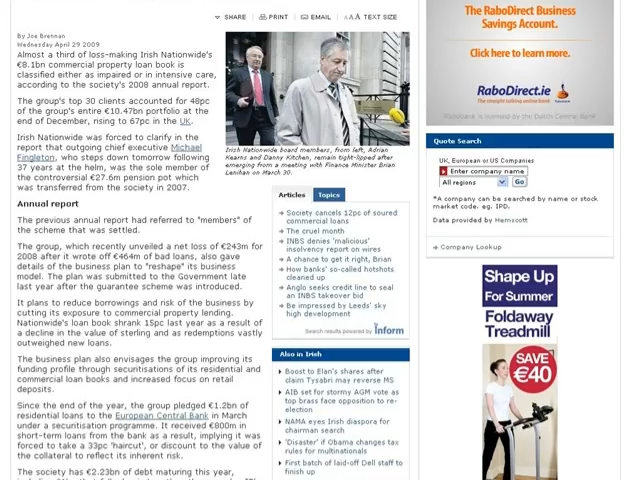 SHARE PRINT EMAIL AAA TEXT SIZE
By Joe Brennan
Wednesday April 29 2009
Almost a third of loss-making Irish Nationwide's
€8.1bn commercial property loan book is
classified either as impaired or in intensive care,
according to the society's 2008 annual report.
The group's top 30 clients accounted for 48pc
of the group's entire €10.47bn portfolio at the
end of December, rising to 67pc in the UK.
Irish Nationwide was forced to clarify in the
report that outgoing chief executive Michael
Fingleton, who steps down tomorrow following
37 years at the helm, was the sole member of
the controversial €27.6m pension pot which
was transferred from the society in 2007.
Annual report
The previous annual report had referred to "members" of
the scheme that was settled.
The group, which recently unveiled a net loss of €243m for
2008 after it wrote off €464m of bad loans, also gave
details of the business plan to "reshape" its business
model. The plan was submitted to the Government late
last year after the guarantee scheme was introduced.
It plans to reduce borrowings and risk of the business by
cutting its exposure to commercial property lending.
Nationwide's loan book shrank 15pc last year as a result of
a decline in the value of sterling and as redemptions vastly
outweighed new loans.
The business plan also envisages the group improving its
funding profile through securitisations of its residential and
commercial loan books and increased focus on retail
deposits.
Since the end of the year, the group pledged €1.2bn of
residential loans to the European Central Bank in March
under a securitisation programme. It received €800m in
short-term loans from the bank as a result, implying it was
forced to take a 33pc 'haircut', or discount to the value of
the collateral to reflect its inherent risk.
The society has €2.23bn of debt maturing this year,
Irish Nationwide board members, from left, Adrian
Kearns and Danny Kitchen, remain tight-lipped after
emerging from a meeting with Finance Minister Brian
Lenihan on March 30.
Articles Topics
Society cancels 12pc of soured
commercial loans
The cruel month
INBS denies 'malicious'
insolvency report on wires
A chance to get it right, Brian
How banks' so-called hotshots
cleaned up
Anglo seeks credit line to seal
an INBS takeover bid
Be impressed by Leeds' sky
high development
Search results powered by inform
Also in Irish
Boost to Elan's shares after
claim Tysabri may reverse MS
AIB set for stormy AGM vote as
top brass face opposition to re-
election
NAMA eyes Irish diaspora for
chairman search
'Disaster' if Obama changes tax
rules for multinationals
First batch of laid-off Dell staff to
finish up
The RaboDirect Business
Savings Account.
Click here to learn more.
RaboDirect.ie
The straight talking online bank
Rabobank
RaboDirect is licensed by the Dutch Central Bank
Quote Search
UK, European or US Companies
Enter company name
All regions Go
*A company can be searched by name or stock
market code. eg. IPD.
Data provided by Hemscott
Company Lookup
Shape Up
For Summer
Foldaway
Treadmill
SAVE
€40